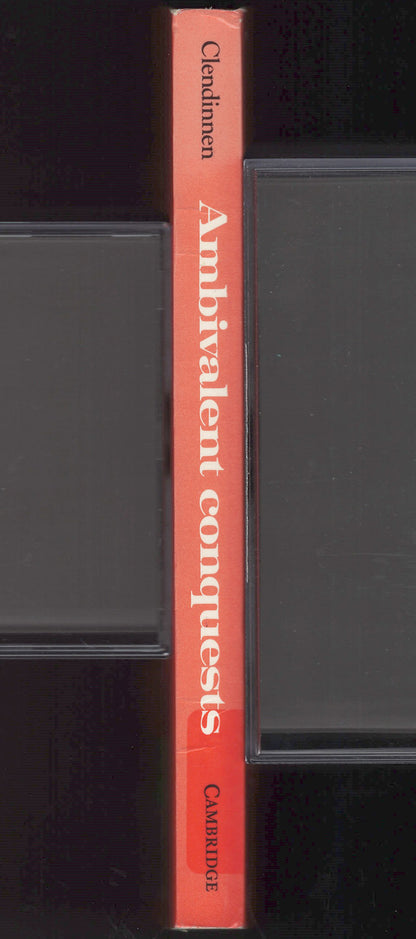 Clendinnen
Ambivalent conquests
CAMBRIDGE